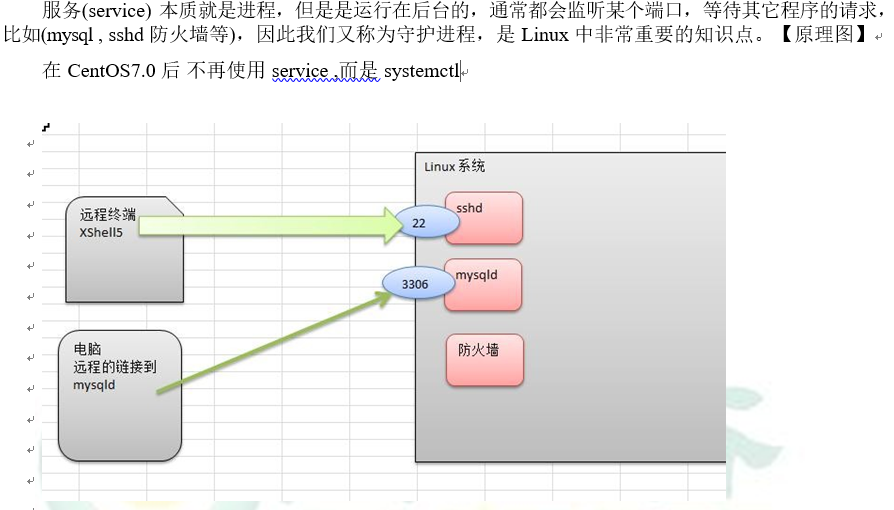 服务(service) 本质就是进程，但是是运行在后台的，通常都会监听某个端口，等待其它程序的请求，
比如(mysql , sshd 防火墙等)，因此我们又称为守护进程，是 Linux 中非常重要的知识点。【原理图】
在 CentOS7.0 后 不再使用 service ,而是 systemctl
Linux系统
远程终端
XShell5
22
sshd
3306
mysqld
电脑
远程的链接到
mysqld
防火墙